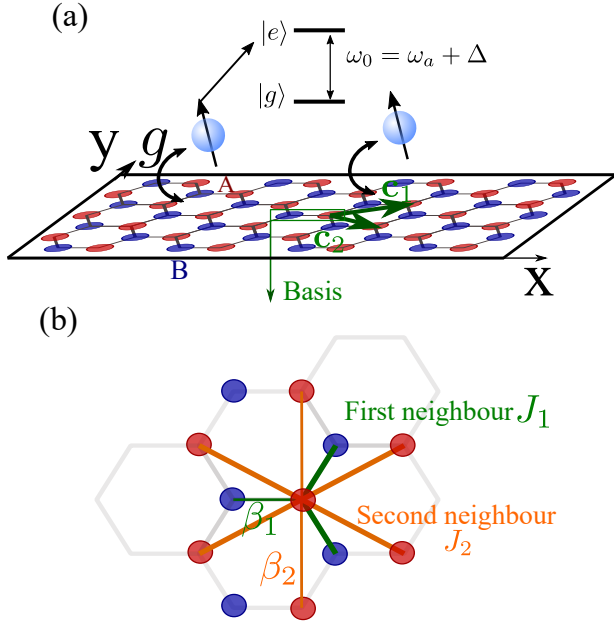 (a)
|e⟩
ω₀ = ωₐ + Δ
|g⟩
y
g
A
c₁
c₂
B
Basis
x
(b)
First neighbour J₁
β₁
Second neighbour
J₂
β₂